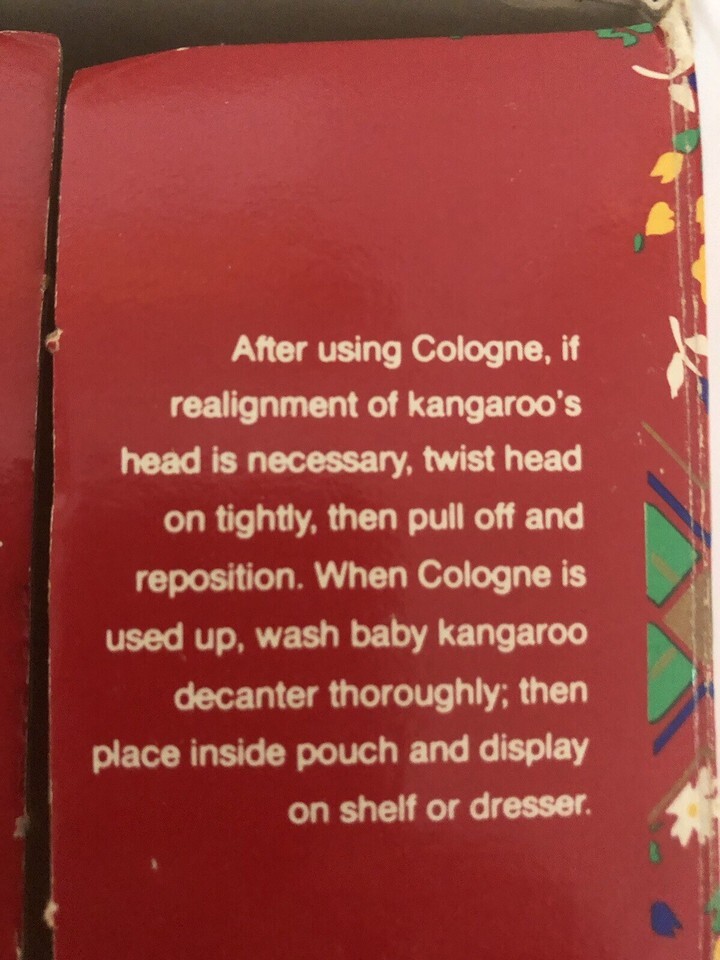 After using Cologne, if
realignment of kangaroo's
head is necessary, twist head
on tightly, then pull off and
reposition. When Cologne is
used up, wash baby kangaroo
decanter thoroughly; then
place inside pouch and display
on shelf or dresser.